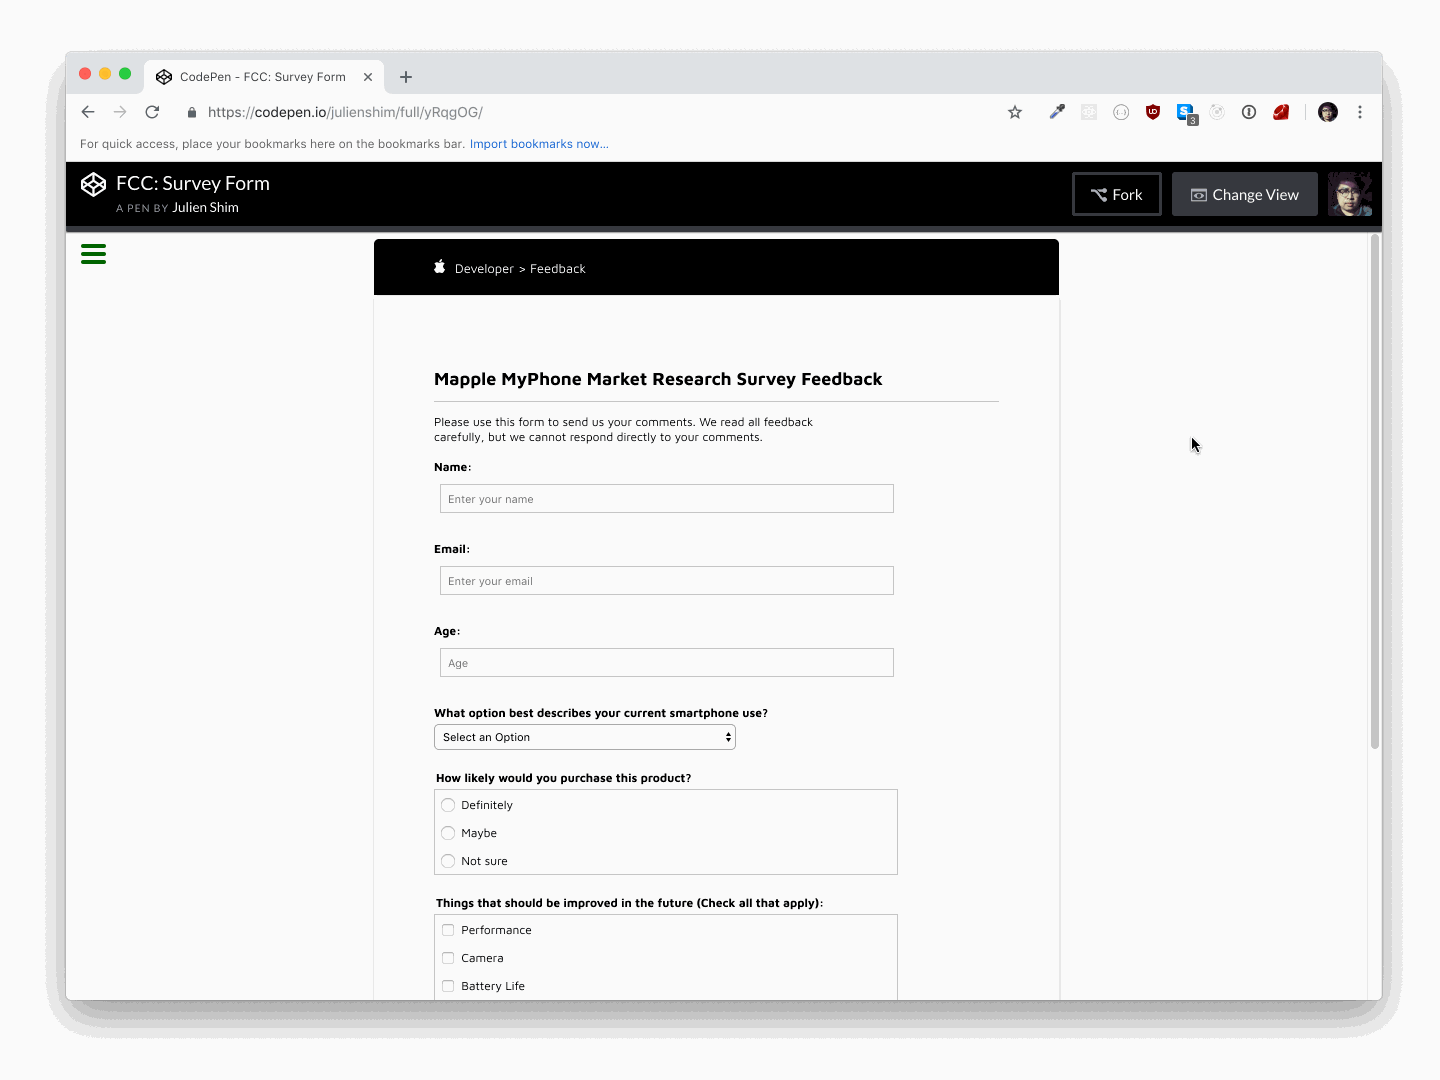 CodePen - FCC: Survey Form
https://codepen.io/julienshim/full/yRqgOG/
3
For quick access, place your bookmarks here on the bookmarks bar. Import bookmarks now...
FCC: Survey Form
A PEN BY Julien Shim
Fork
Change View
Developer > Feedback
Mapple MyPhone Market Research Survey Feedback
Please use this form to send us your comments. We read all feedback
carefully, but we cannot respond directly to your comments.
Name:
Enter your name
Email:
Enter your email
Age:
Age
What option best describes your current smartphone use?
Select an Option
How likely would you purchase this product?
Definitely
Maybe
Not sure
Things that should be improved in the future (Check all that apply):
Performance
Camera
Battery Life